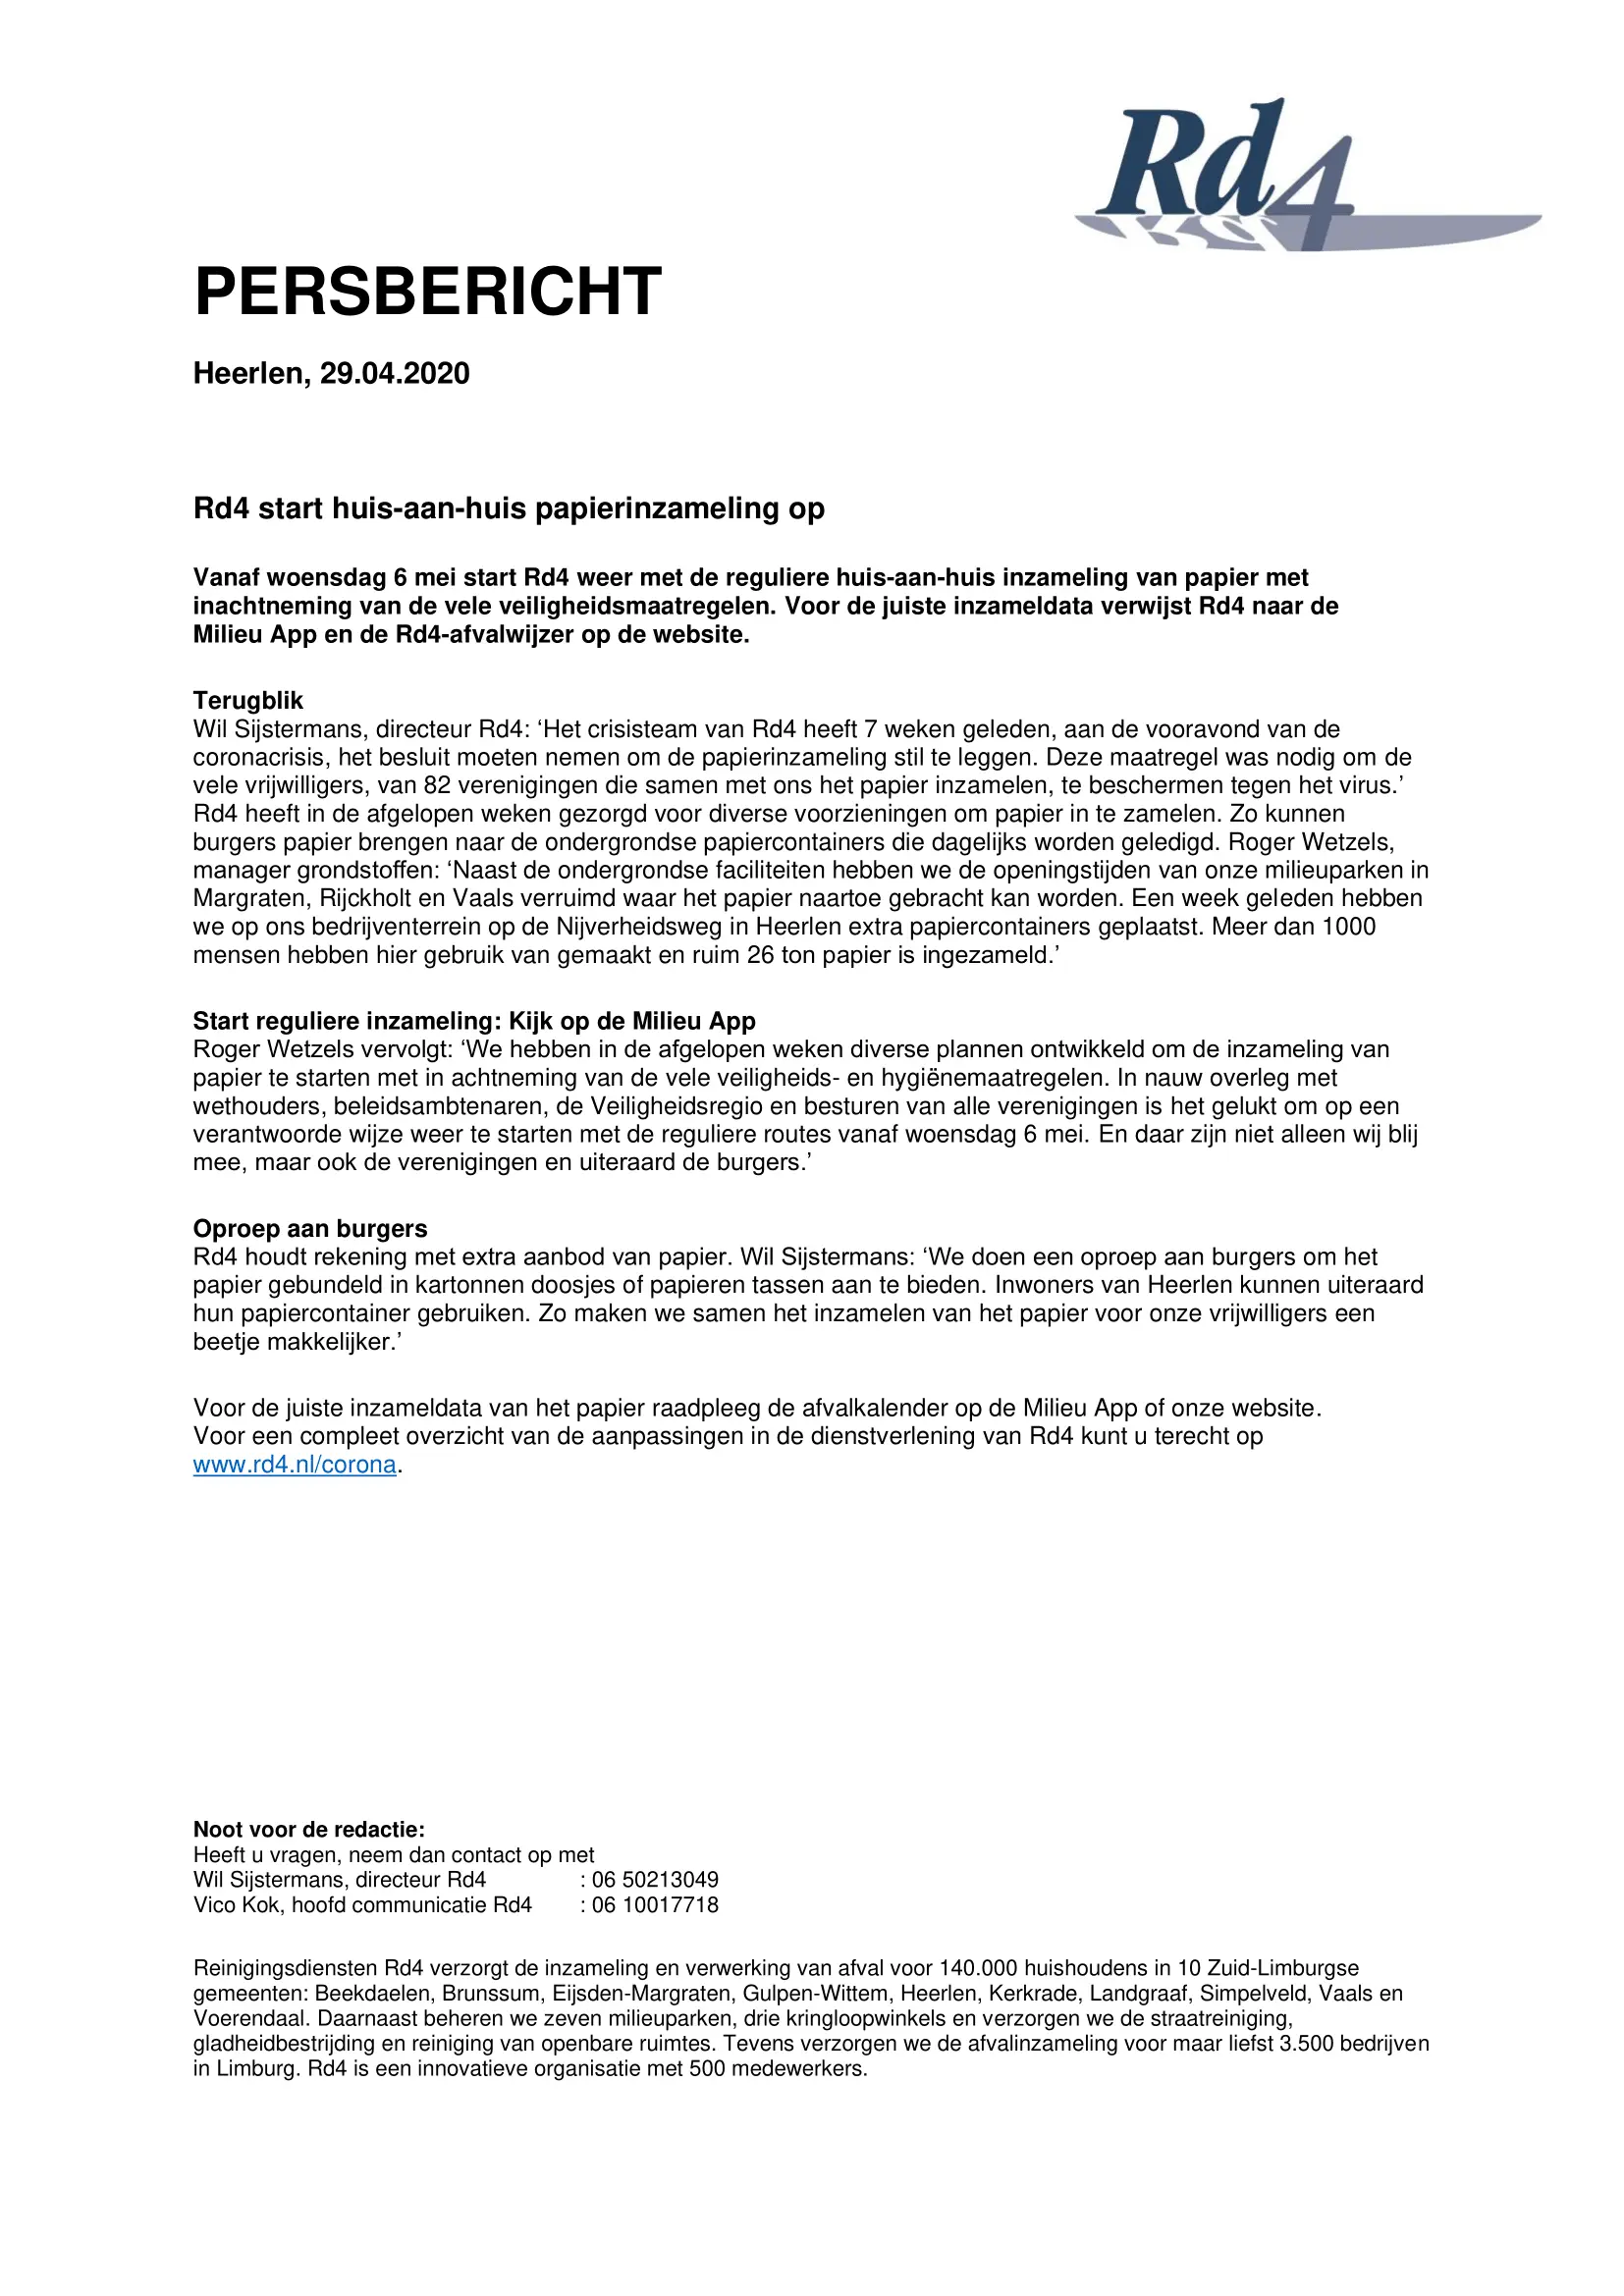 Rd4
PERSBERICHT
Heerlen, 29.04.2020
Rd4 start huis-aan-huis papierinzameling op
Vanaf woensdag 6 mei start Rd4 weer met de reguliere huis-aan-huis inzameling van papier met
inachtneming van de vele veiligheidsmaatregelen. Voor de juiste inzameldata verwijst Rd4 naar de
Milieu App en de Rd4-afvalwijzer op de website.
Terugblik
Wil Sijstermans, directeur Rd4: ‘Het crisisteam van Rd4 heeft 7 weken geleden, aan de vooravond van de
coronacrisis, het besluit moeten nemen om de papierinzameling stil te leggen. Deze maatregel was nodig om de
vele vrijwilligers, van 82 verenigingen die samen met ons het papier inzamelen, te beschermen tegen het virus.’
Rd4 heeft in de afgelopen weken gezorgd voor diverse voorzieningen om papier in te zamelen. Zo kunnen
burgers papier brengen naar de ondergrondse papiercontainers die dagelijks worden geledigd. Roger Wetzels,
manager grondstoffen: ‘Naast de ondergrondse faciliteiten hebben we de openingstijden van onze milieuparken in
Margraten, Rijckholt en Vaals verruimd waar het papier naartoe gebracht kan worden. Een week geleden hebben
we op ons bedrijventerrein op de Nijverheidsweg in Heerlen extra papiercontainers geplaatst. Meer dan 1000
mensen hebben hier gebruik van gemaakt en ruim 26 ton papier is ingezameld.’
Start reguliere inzameling: Kijk op de Milieu App
Roger Wetzels vervolgt: ‘We hebben in de afgelopen weken diverse plannen ontwikkeld om de inzameling van
papier te starten met in achtneming van de vele veiligheids- en hygiënemaatregelen. In nauw overleg met
wethouders, beleidsambtenaren, de Veiligheidsregio en besturen van alle verenigingen is het gelukt om op een
verantwoorde wijze weer te starten met de reguliere routes vanaf woensdag 6 mei. En daar zijn niet alleen wij blij
mee, maar ook de verenigingen en uiteraard de burgers.’
Oproep aan burgers
Rd4 houdt rekening met extra aanbod van papier. Wil Sijstermans: ‘We doen een oproep aan burgers om het
papier gebundeld in kartonnen doosjes of papieren tassen aan te bieden. Inwoners van Heerlen kunnen uiteraard
hun papiercontainer gebruiken. Zo maken we samen het inzamelen van het papier voor onze vrijwilligers een
beetje makkelijker.’
Voor de juiste inzameldata van het papier raadpleeg de afvalkalender op de Milieu App of onze website.
Voor een compleet overzicht van de aanpassingen in de dienstverlening van Rd4 kunt u terecht op
www.rd4.nl/corona.
Noot voor de redactie:
Heeft u vragen, neem dan contact op met
Wil Sijstermans, directeur Rd4 : 06 50213049
Vico Kok, hoofd communicatie Rd4 : 06 10017718
Reinigingsdiensten Rd4 verzorgt de inzameling en verwerking van afval voor 140.000 huishoudens in 10 Zuid-Limburgse
gemeenten: Beekdaelen, Brunssum, Eijsden-Margraten, Gulpen-Wittem, Heerlen, Kerkrade, Landgraaf, Simpelveld, Vaals en
Voerendaal. Daarnaast beheren we zeven milieuparken, drie kringloopwinkels en verzorgen we de straatreiniging,
gladheidbestrijding en reiniging van openbare ruimtes. Tevens verzorgen we de afvalinzameling voor maar liefst 3.500 bedrijven
in Limburg. Rd4 is een innovatieve organisatie met 500 medewerkers.